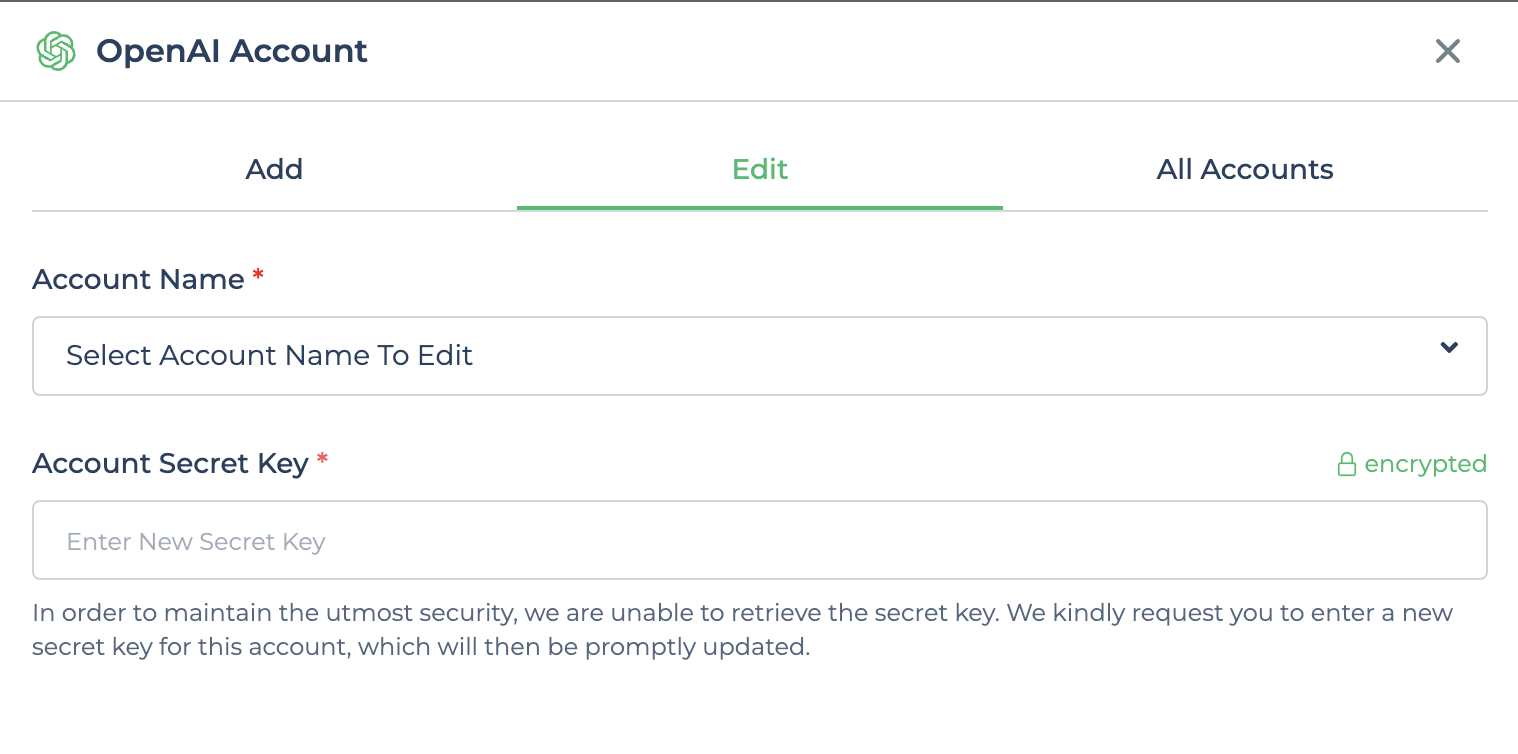 OpenAI Account
Add
Edit
All Accounts
Account Name *
Select Account Name To Edit
Account Secret Key *
encrypted
Enter New Secret Key
In order to maintain the utmost security, we are unable to retrieve the secret key. We kindly request you to enter a new
secret key for this account, which will then be promptly updated.